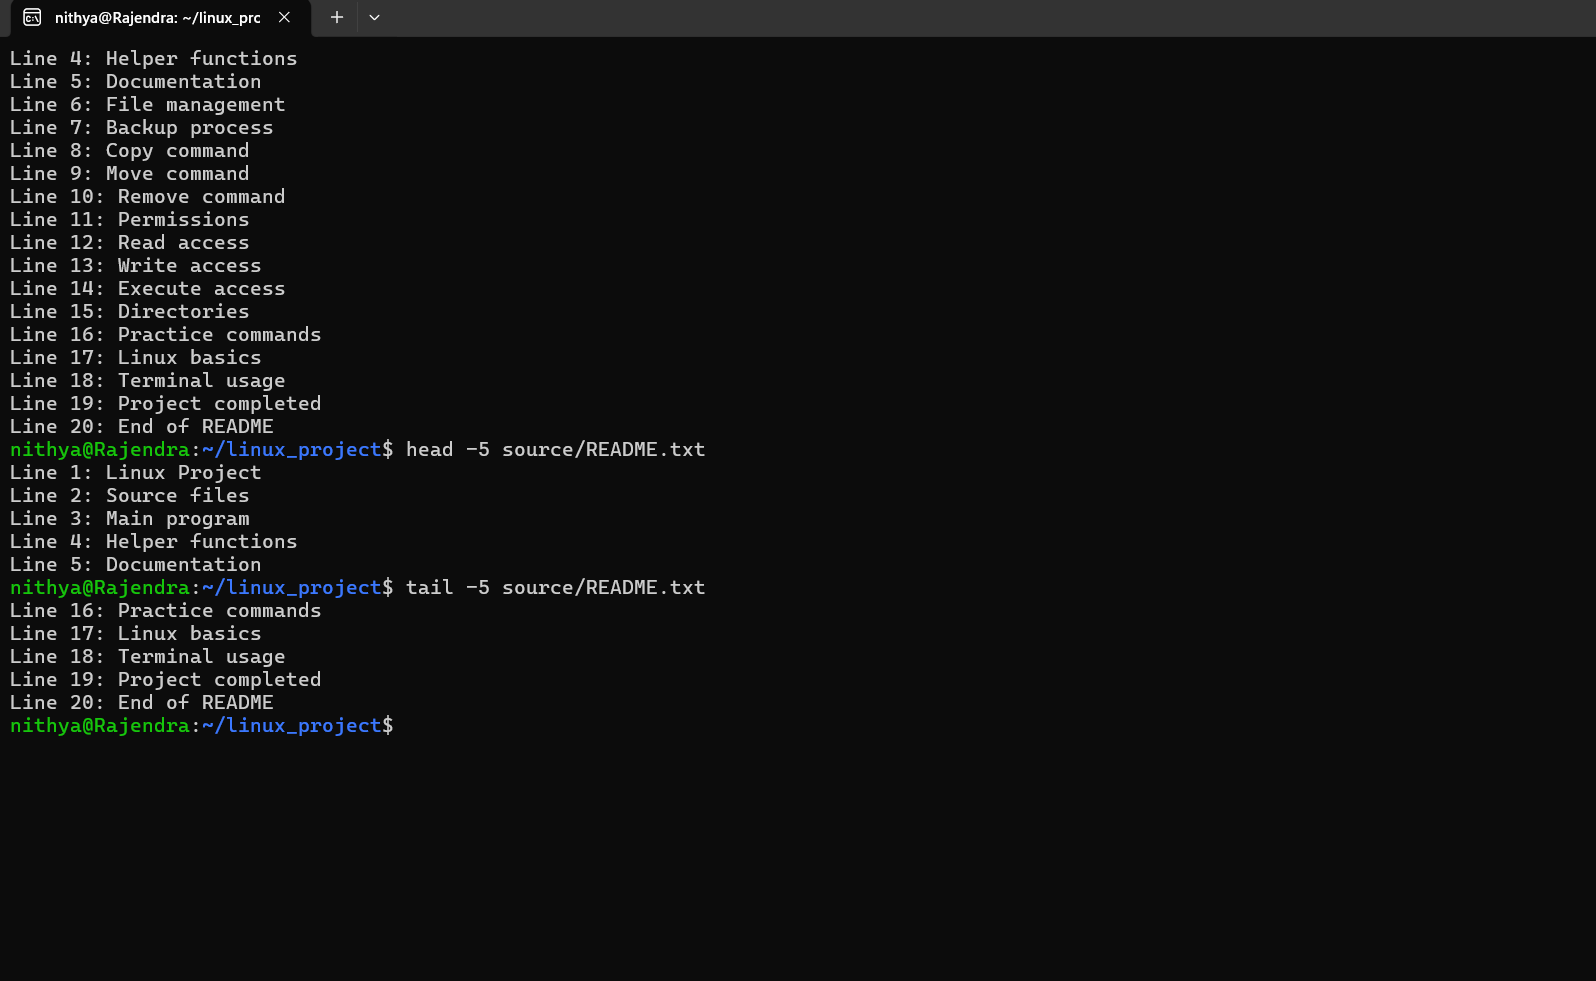 nithya@Rajendra: ~/linux_prc
Line 4: Helper functions
Line 5: Documentation
Line 6: File management
Line 7: Backup process
Line 8: Copy command
Line 9: Move command
Line 10: Remove command
Line 11: Permissions
Line 12: Read access
Line 13: Write access
Line 14: Execute access
Line 15: Directories
Line 16: Practice commands
Line 17: Linux basics
Line 18: Terminal usage
Line 19: Project completed
Line 20: End of README
nithya@Rajendra:~/linux_project$ head -5 source/README.txt
Line 1: Linux Project
Line 2: Source files
Line 3: Main program
Line 4: Helper functions
Line 5: Documentation
nithya@Rajendra:~/linux_project$ tail -5 source/README.txt
Line 16: Practice commands
Line 17: Linux basics
Line 18: Terminal usage
Line 19: Project completed
Line 20: End of README
nithya@Rajendra:~/linux_project$